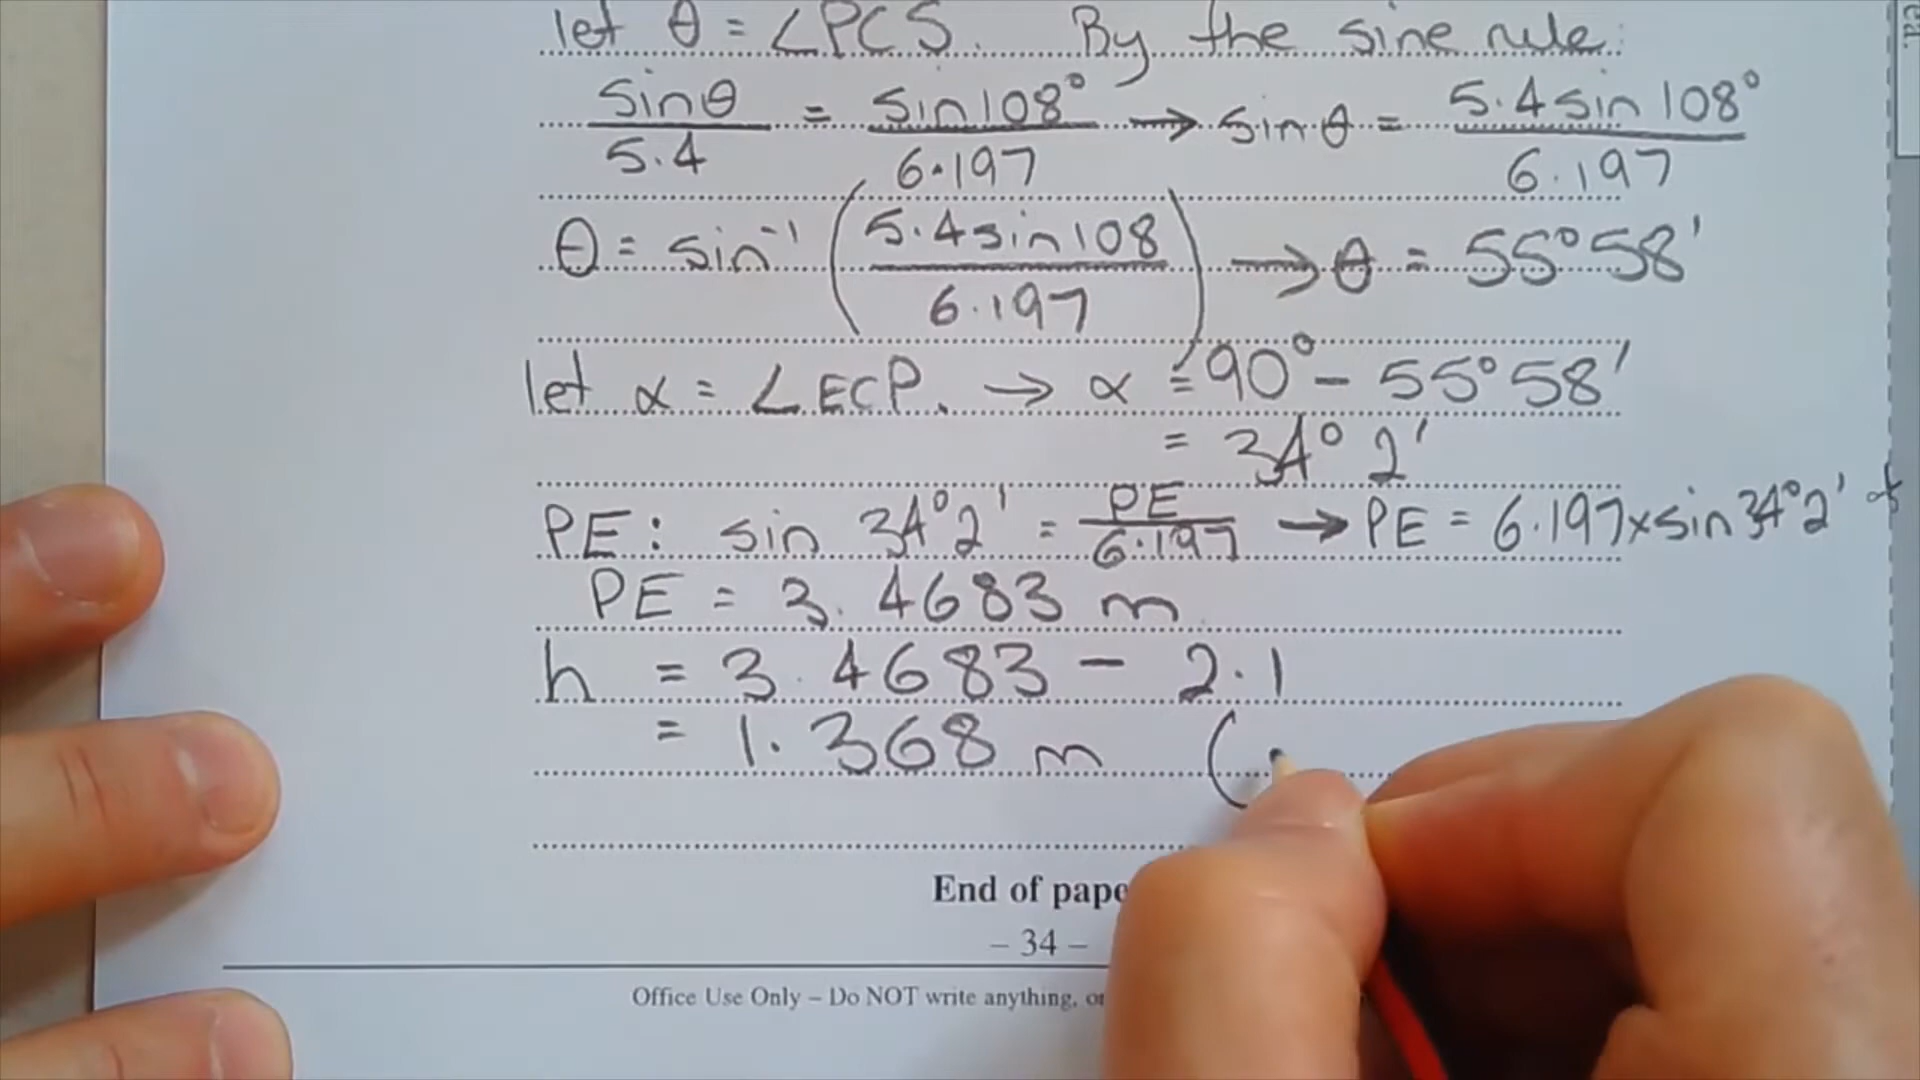 let θ = ∠PCS. By the sine rule:
sinθ/5.4 = sin108°/6.197 → sinθ = 5.4sin108°/6.197
θ = sin⁻¹(5.4sin108/6.197) → θ = 55°58'
let α = ∠ECP. → α = 90° - 55°58'
= 34°2'
PE: sin 34°2' = PE/6.197 → PE = 6.197×sin34°2'
PE = 3.4683 m
h = 3.4683 - 2.1
= 1.368 m (
End of pape
– 34 –
Office Use Only – Do NOT write anything, or